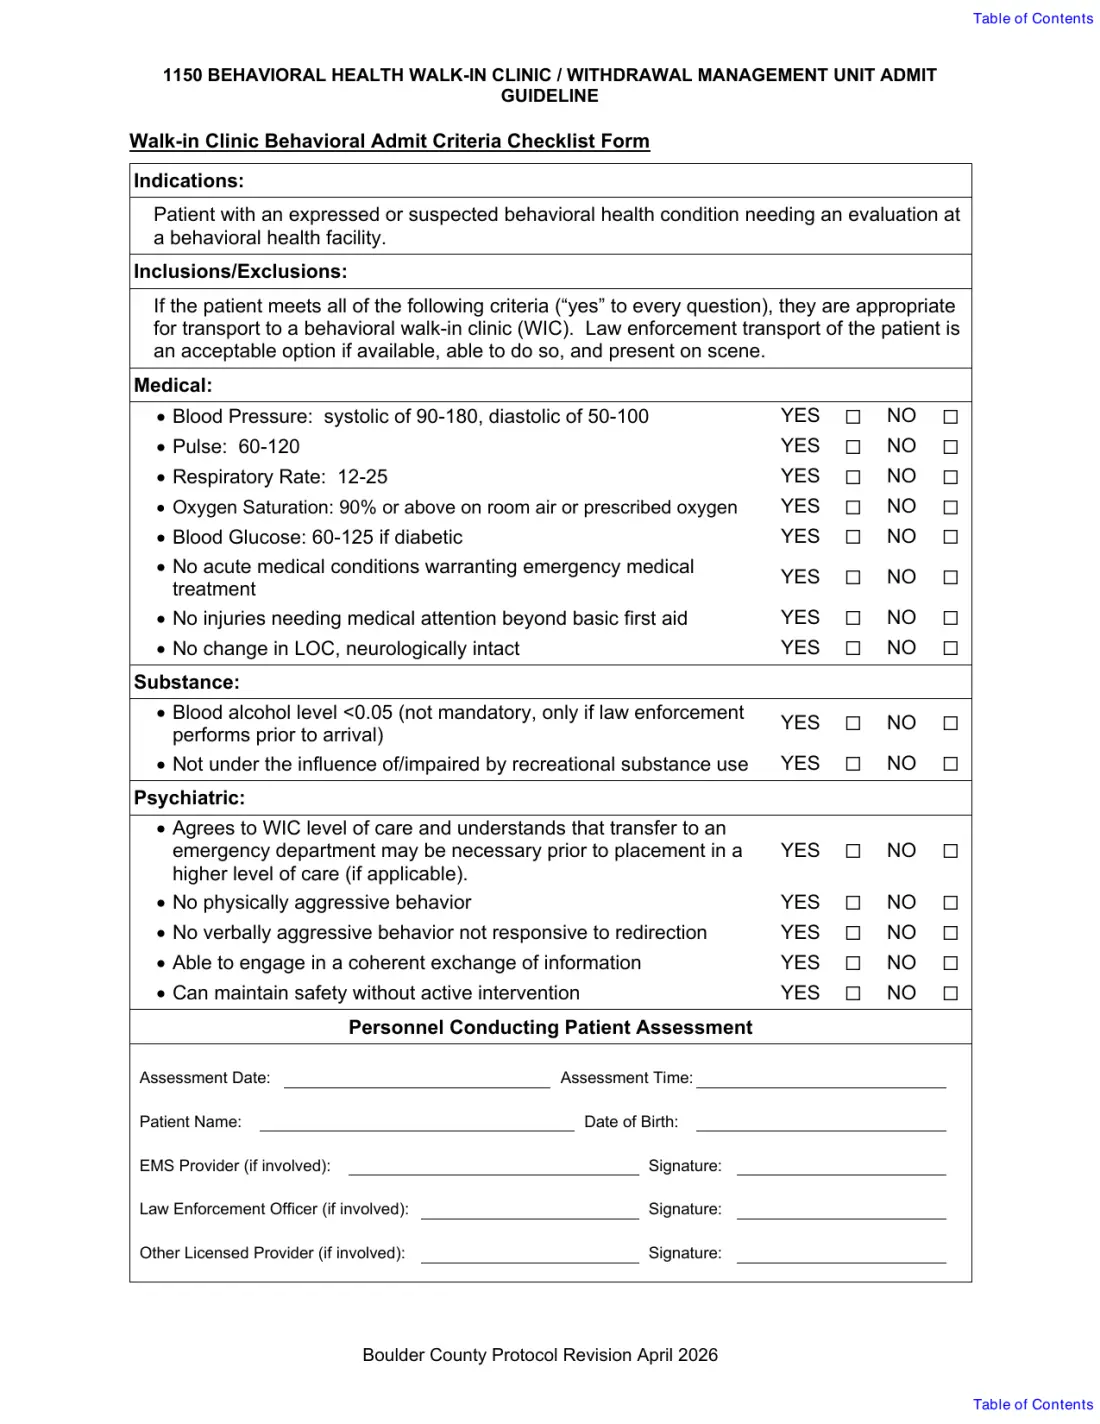 Table of Contents
1150 BEHAVIORAL HEALTH WALK-IN CLINIC / WITHDRAWAL MANAGEMENT UNIT ADMIT
GUIDELINE
Walk-in Clinic Behavioral Admit Criteria Checklist Form
Indications:
Patient with an expressed or suspected behavioral health condition needing an evaluation at
a behavioral health facility.
Inclusions/Exclusions:
If the patient meets all of the following criteria (“yes” to every question), they are appropriate
for transport to a behavioral walk-in clinic (WIC).  Law enforcement transport of the patient is
an acceptable option if available, able to do so, and present on scene.
Medical:
• Blood Pressure:  systolic of 90-180, diastolic of 50-100 YES ☐ NO ☐
• Pulse:  60-120 YES ☐ NO ☐
• Respiratory Rate:  12-25 YES ☐ NO ☐
• Oxygen Saturation: 90% or above on room air or prescribed oxygen YES ☐ NO ☐
• Blood Glucose: 60-125 if diabetic YES ☐ NO ☐
• No acute medical conditions warranting emergency medical
treatment YES ☐ NO ☐
• No injuries needing medical attention beyond basic first aid YES ☐ NO ☐
• No change in LOC, neurologically intact YES ☐ NO ☐
Substance:
• Blood alcohol level <0.05 (not mandatory, only if law enforcement
performs prior to arrival) YES ☐ NO ☐
• Not under the influence of/impaired by recreational substance use YES ☐ NO ☐
Psychiatric:
• Agrees to WIC level of care and understands that transfer to an
emergency department may be necessary prior to placement in a YES ☐ NO ☐
higher level of care (if applicable).
• No physically aggressive behavior YES ☐ NO ☐
• No verbally aggressive behavior not responsive to redirection YES ☐ NO ☐
• Able to engage in a coherent exchange of information YES ☐ NO ☐
• Can maintain safety without active intervention YES ☐ NO ☐
Personnel Conducting Patient Assessment
Assessment Date: Assessment Time:
Patient Name: Date of Birth:
EMS Provider (if involved): Signature:
Law Enforcement Officer (if involved): Signature:
Other Licensed Provider (if involved): Signature:
Boulder County Protocol Revision April 2026
Table of Contents